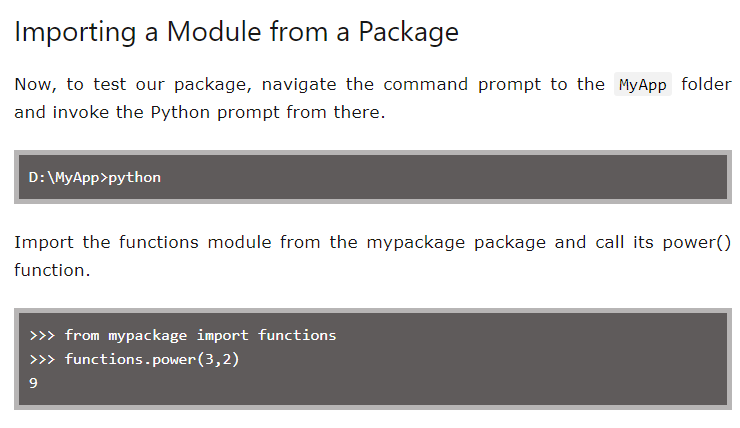 Importing a Module from a Package
Now, to test our package, navigate the command prompt to the MyApp folder
and invoke the Python prompt from there.
D:\MyApp>python
Import the functions module from the mypackage package and call its power()
function.
>>> from mypackage import functions
>>> functions.power(3,2)
9